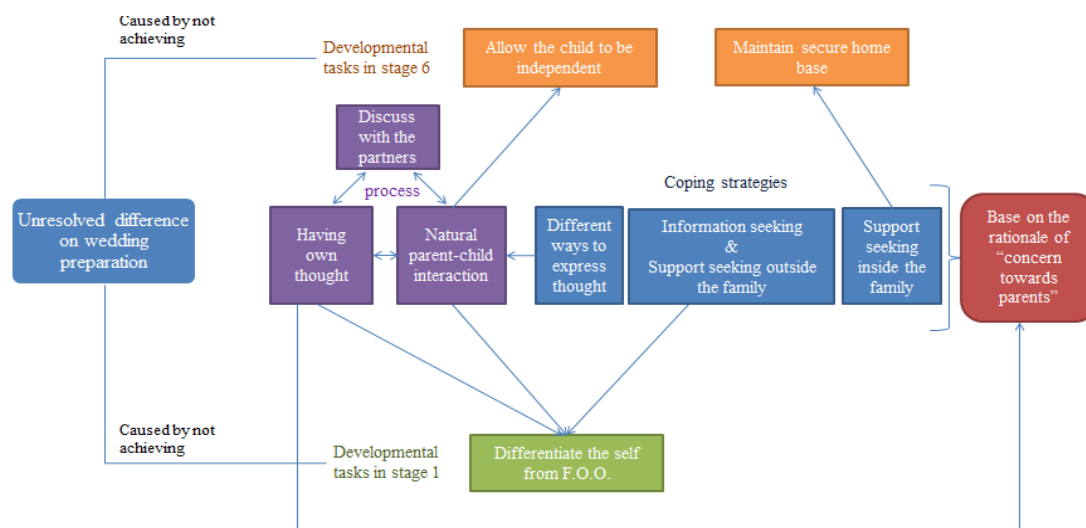 Caused by not
achieving
Developmental
tasks in stage 6
Allow the child to be
independent
Maintain secure home
base
Discuss
with the
partners
process
Coping strategies
Unresolved difference
on wedding
preparation
Having
own
thought
Natural
parent-child
interaction
Different
ways to
express
thought
Information seeking
&
Support seeking outside
the family
Support
seeking
inside the
family
Base on the
rationale of
“concern
towards
parents”
Caused by not
achieving
Developmental
tasks in stage 1
Differentiate the self
from F.O.O.